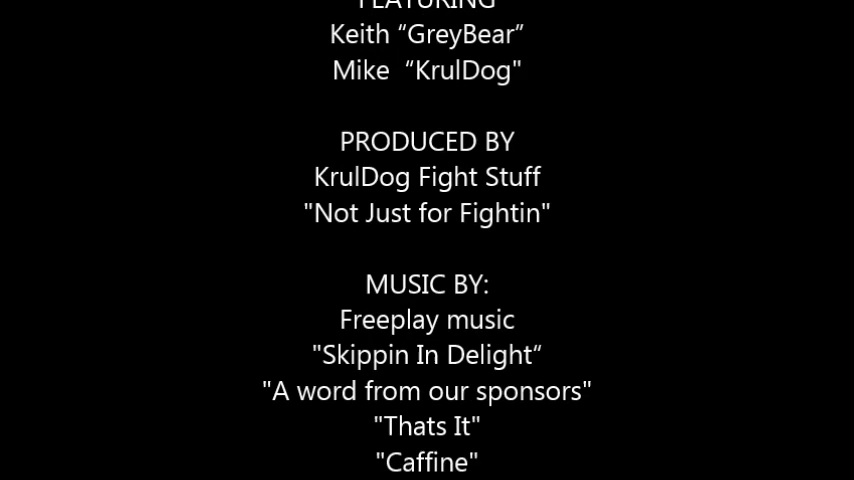 FEATURING
Keith “GreyBear”
Mike “KrulDog"
PRODUCED BY
KrulDog Fight Stuff
"Not Just for Fightin"
MUSIC BY:
Freeplay music
"Skippin In Delight“
"A word from our sponsors"
"Thats It"
"Caffine"